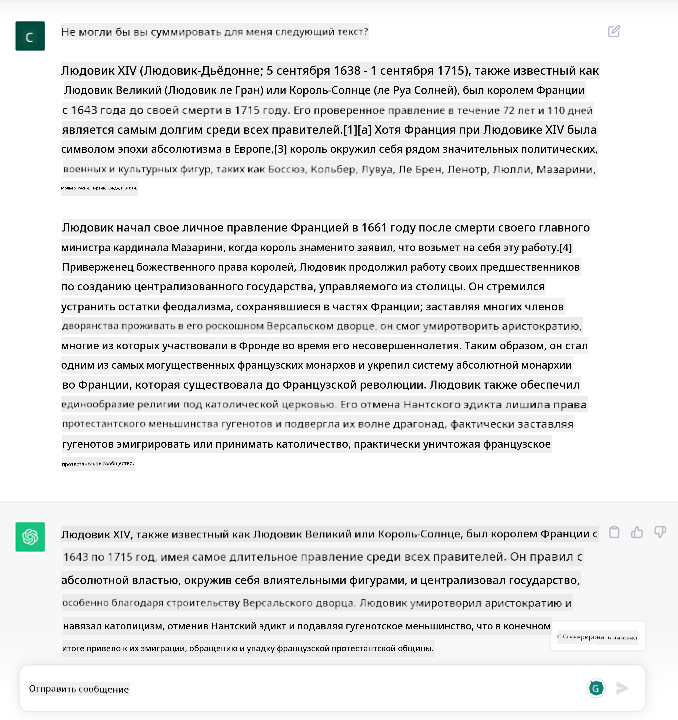 C
Не могли бы вы суммировать для меня следующий текст?
Людовик XIV (Людовик-Дьёдонне; 5 сентября 1638 - 1 сентября 1715), также известный как
Людовик Великий (Людовик ле Гран) или Король-Солнце (ле Руа Солней), был королем Франции
с 1643 года до своей смерти в 1715 году. Его проверенное правление в течение 72 лет и 110 дней
является самым долгим среди всех правителей.[1][a] Хотя Франция при Людовике XIV была
символом эпохи абсолютизма в Европе,[3] король окружил себя рядом значительных политических,
военных и культурных фигур, таких как Боссюэ, Кольбер, Лувуа, Ле Брен, Ленотр, Люлли, Мазарини,
Людовик начал свое личное правление Францией в 1661 году после смерти своего главного
министра кардинала Мазарини, когда король знаменито заявил, что возьмет на себя эту работу.[4]
Приверженец божественного права королей, Людовик продолжил работу своих предшественников
по созданию централизованного государства, управляемого из столицы. Он стремился
устранить остатки феодализма, сохранявшиеся в частях Франции; заставляя многих членов
дворянства проживать в его роскошном Версальском дворце, он смог умиротворить аристократию,
многие из которых участвовали в Фронде во время его несовершеннолетия. Таким образом, он стал
одним из самых могущественных французских монархов и укрепил систему абсолютной монархии
во Франции, которая существовала до Французской революции. Людовик также обеспечил
единообразие религии под католической церковью. Его отмена Нантского эдикта лишила права
протестантского меньшинства гугенотов и подвергла их волне драгонад, фактически заставляя
гугенотов эмигрировать или принимать католичество, практически уничтожая французское
протестантское сообщество.
Людовик XIV, также известный как Людовик Великий или Король-Солнце, был королем Франции с
1643 по 1715 год, имея самое длительное правление среди всех правителей. Он правил с
абсолютной властью, окружив себя влиятельными фигурами, и централизовал государство,
особенно благодаря строительству Версальского дворца. Людовик умиротворил аристократию и
навязал католицизм, отменив Нантский эдикт и подавляя гугенотское меньшинство, что в конечном
итоге привело к их эмиграции, обращению и упадку французской протестантской общины.
Отправить сообщение
G